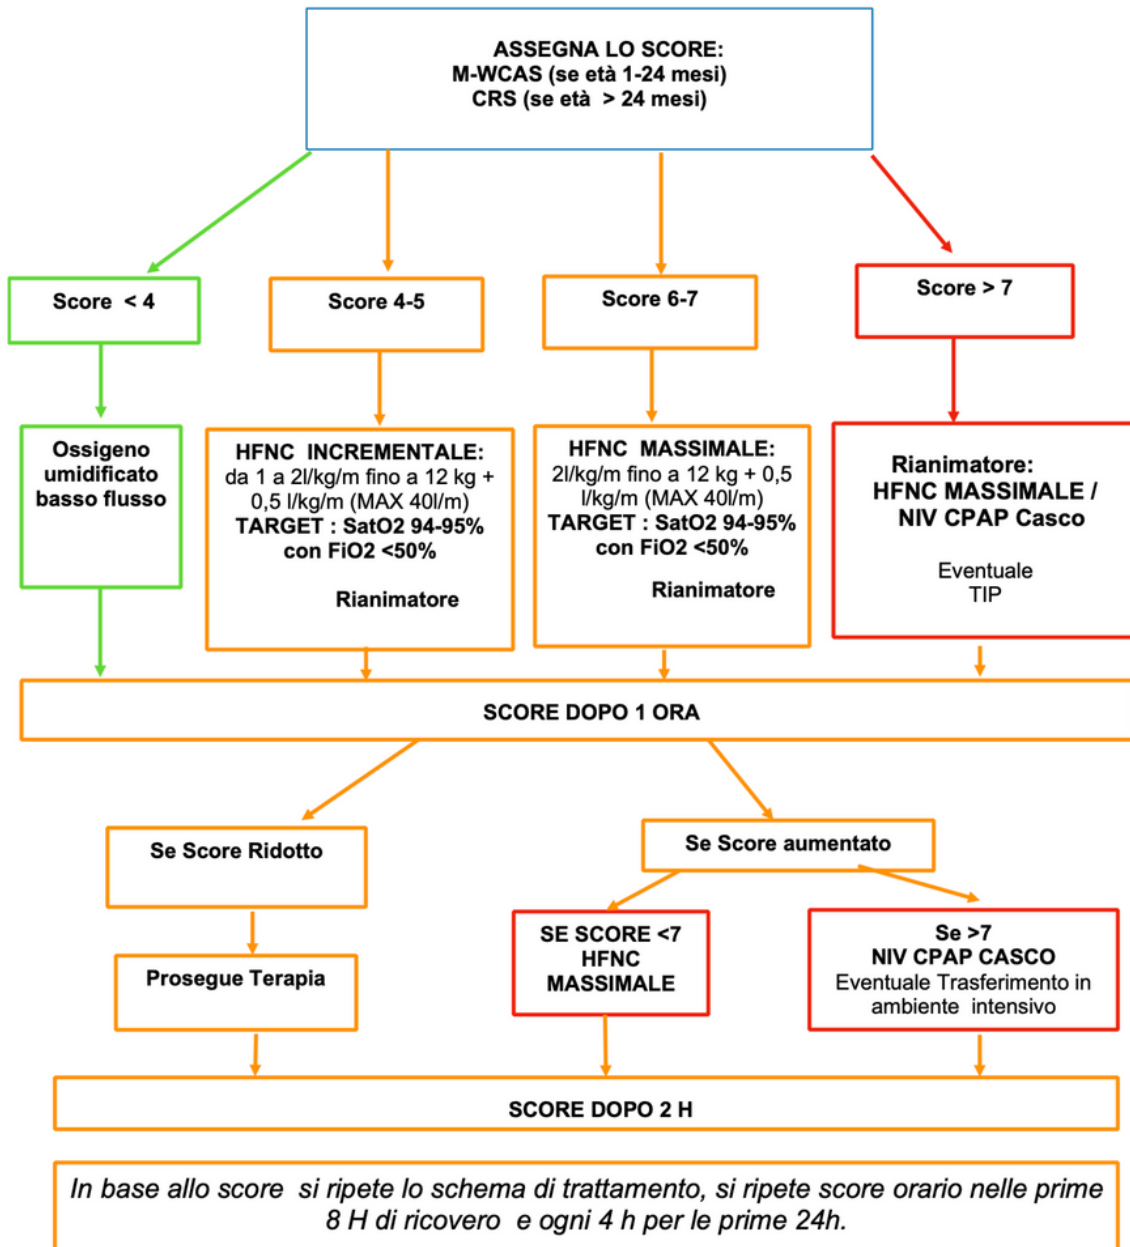 ASSEGNA LO SCORE:
M-WCAS (se età 1-24 mesi)
CRS (se età > 24 mesi)
Score < 4
Score 4-5
Score 6-7
Score > 7
Ossigeno
umidificato
basso flusso
HFNC INCREMENTALE:
da 1 a 2l/kg/m fino a 12 kg +
0,5 l/kg/m (MAX 40l/m)
TARGET : SatO2 94-95%
con FiO2 <50%
Rianimatore
HFNC MASSIMALE:
2l/kg/m fino a 12 kg + 0,5
l/kg/m (MAX 40l/m)
TARGET : SatO2 94-95%
con FiO2 <50%
Rianimatore
Rianimatore:
HFNC MASSIMALE /
NIV CPAP Casco
Eventuale
TIP
SCORE DOPO 1 ORA
Se Score Ridotto
Se Score aumentato
Prosegue Terapia
SE SCORE <7
HFNC
MASSIMALE
Se >7
NIV CPAP CASCO
Eventuale Trasferimento in
ambiente intensivo
SCORE DOPO 2 H
In base allo score si ripete lo schema di trattamento, si ripete score orario nelle prime
8 H di ricovero e ogni 4 h per le prime 24h.